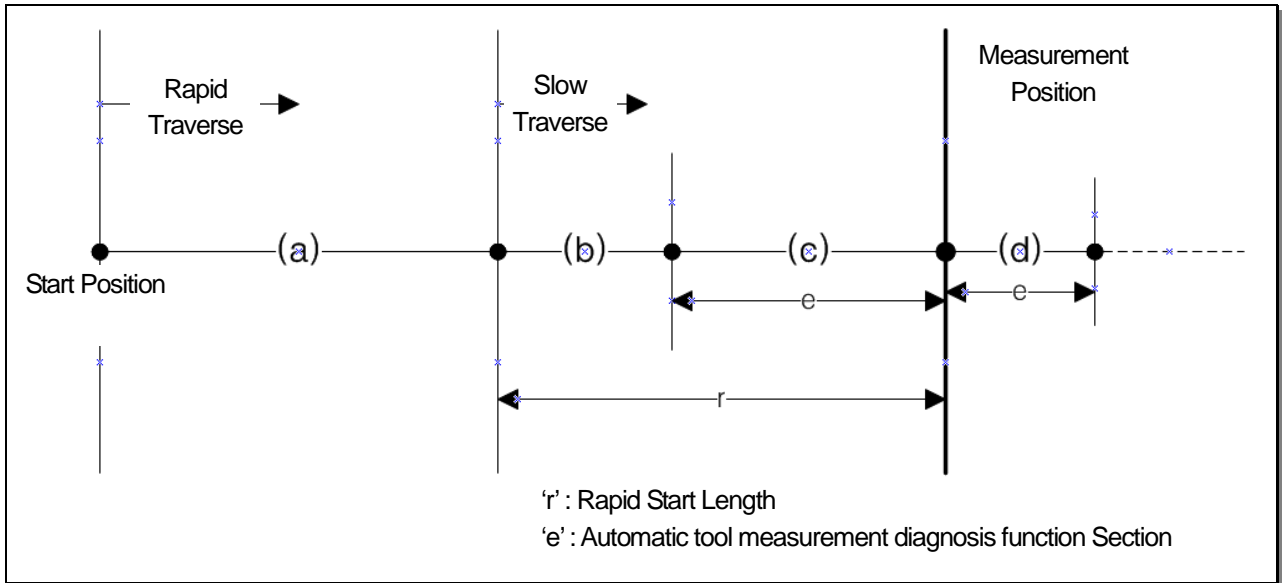 Measurement
Position
Rapid
Traverse
Slow
Traverse
(a)
(b)
(c)
(d)
Start Position
e
e
r
‘r’ : Rapid Start Length
‘e’ : Automatic tool measurement diagnosis function Section